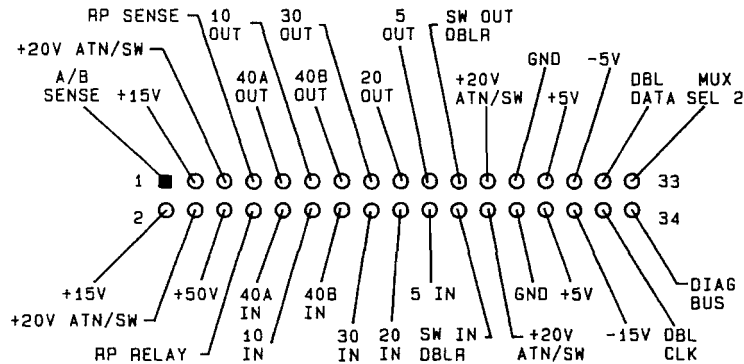 RP SENSE
10 OUT
30 OUT
5 OUT
SW OUT DBLR
+20V ATN/SW
GND
-5V
A/B SENSE
+15V
40A OUT
40B OUT
20 OUT
+20V ATN/SW
+5V
DBL DATA
MUX SEL 2
1
33
2
34
+15V
+50V
40A IN
40B IN
5 IN
GND
+5V
DIAG BUS
+20V ATN/SW
RP RELAY
10 IN
30 IN
20 IN
SW IN DBLR
+20V ATN/SW
-15V
DBL CLK